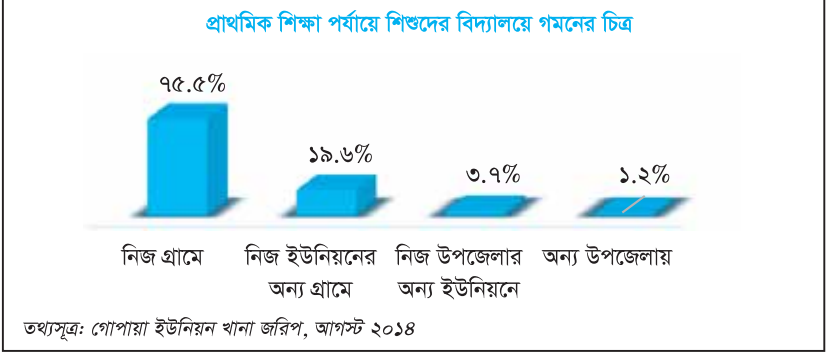 প্রাথমিক শিক্ষা পর্যায়ে শিশুদের বিদ্যালয়ে গমনের চিত্র
৭৫.৫%
১৯.৬%
৩.৭%
১.২%
নিজ গ্রামে
নিজ ইউনিয়নের
অন্য গ্রামে
নিজ উপজেলার
অন্য ইউনিয়নে
অন্য উপজেলায়
তথ্যসূত্র: গোপায়া ইউনিয়ন খানা জরিপ, আগস্ট ২০১৪